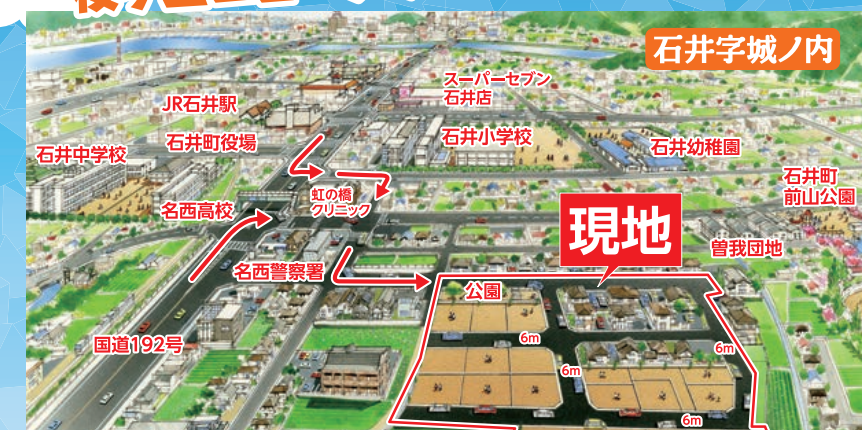 石井字城ノ内
スーパーセブン
石井店
JR石井駅
石井町役場
石井小学校
石井中学校
石井幼稚園
石井町
前山公園
虹の橋
クリニック
名西高校
現地
曽我団地
名西警察署
公園
国道192号
6m
6m
6m
6m